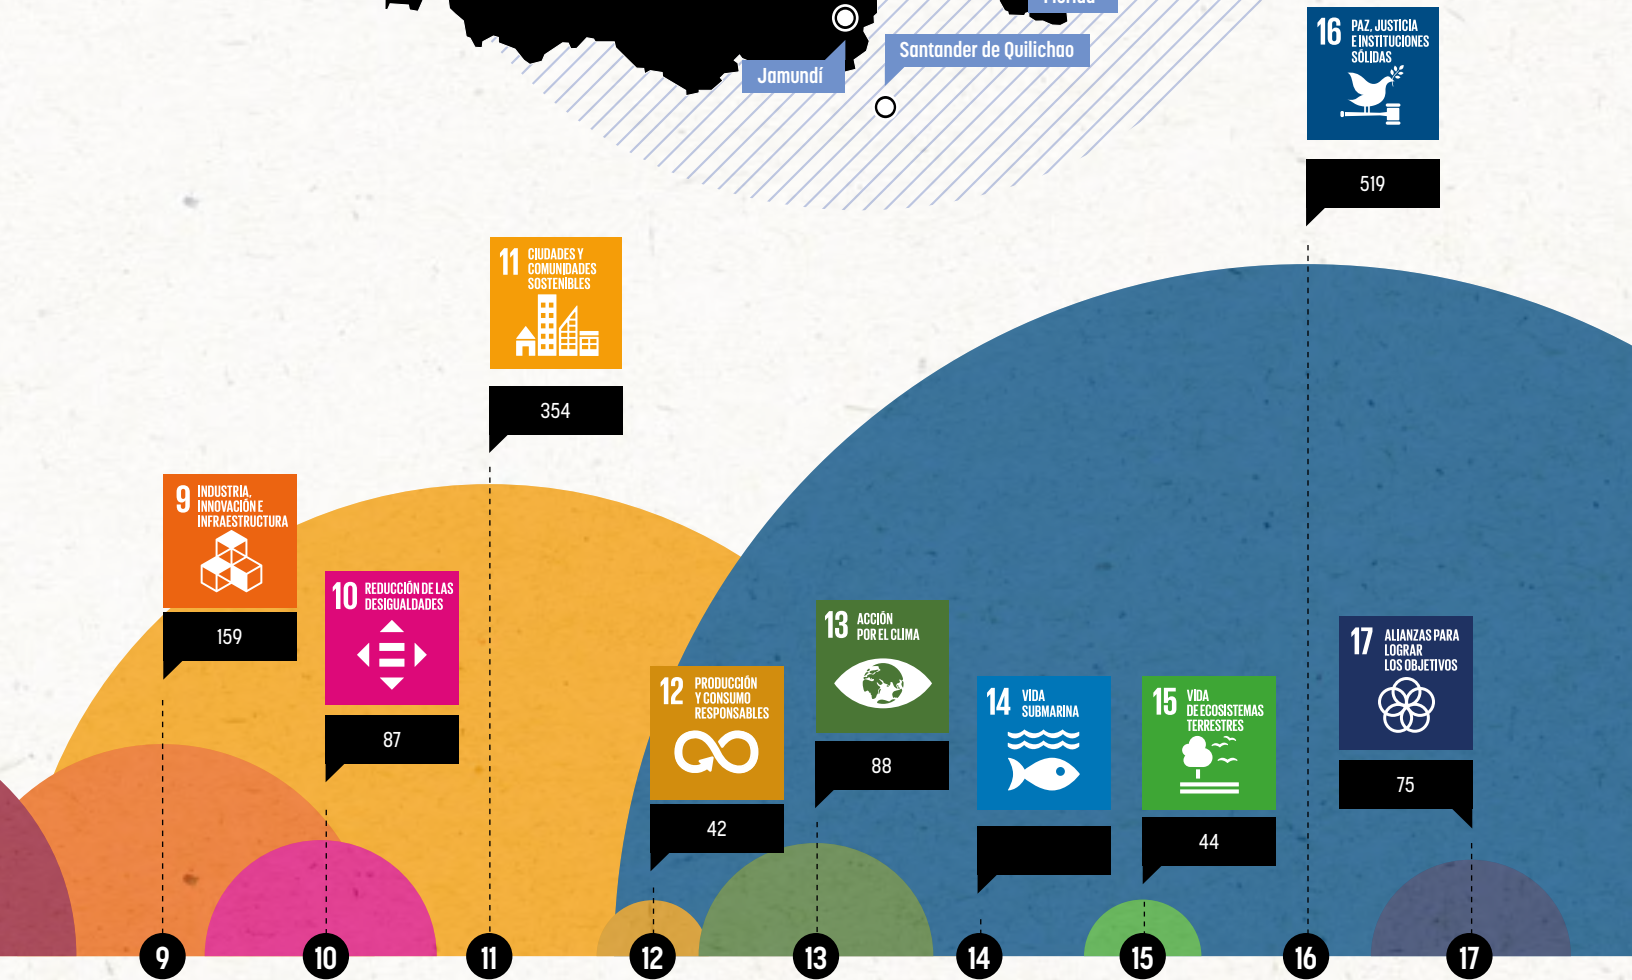 Santander de Quilichao
Jamundí
16 PAZ, JUSTICIA
E INSTITUCIONES
SÓLIDAS
519
11 CIUDADES Y
COMUNIDADES
SOSTENIBLES
354
9 INDUSTRIA,
INNOVACIÓN E
INFRAESTRUCTURA
159
10 REDUCCIÓN DE LAS
DESIGUALDADES
87
13 ACCIÓN
POR EL CLIMA
88
17 ALIANZAS PARA
LOGRAR
LOS OBJETIVOS
75
12 PRODUCCIÓN
Y CONSUMO
RESPONSABLES
42
14 VIDA
SUBMARINA
15 VIDA
DE ECOSISTEMAS
TERRESTRES
44
9 10 11 12 13 14 15 16 17